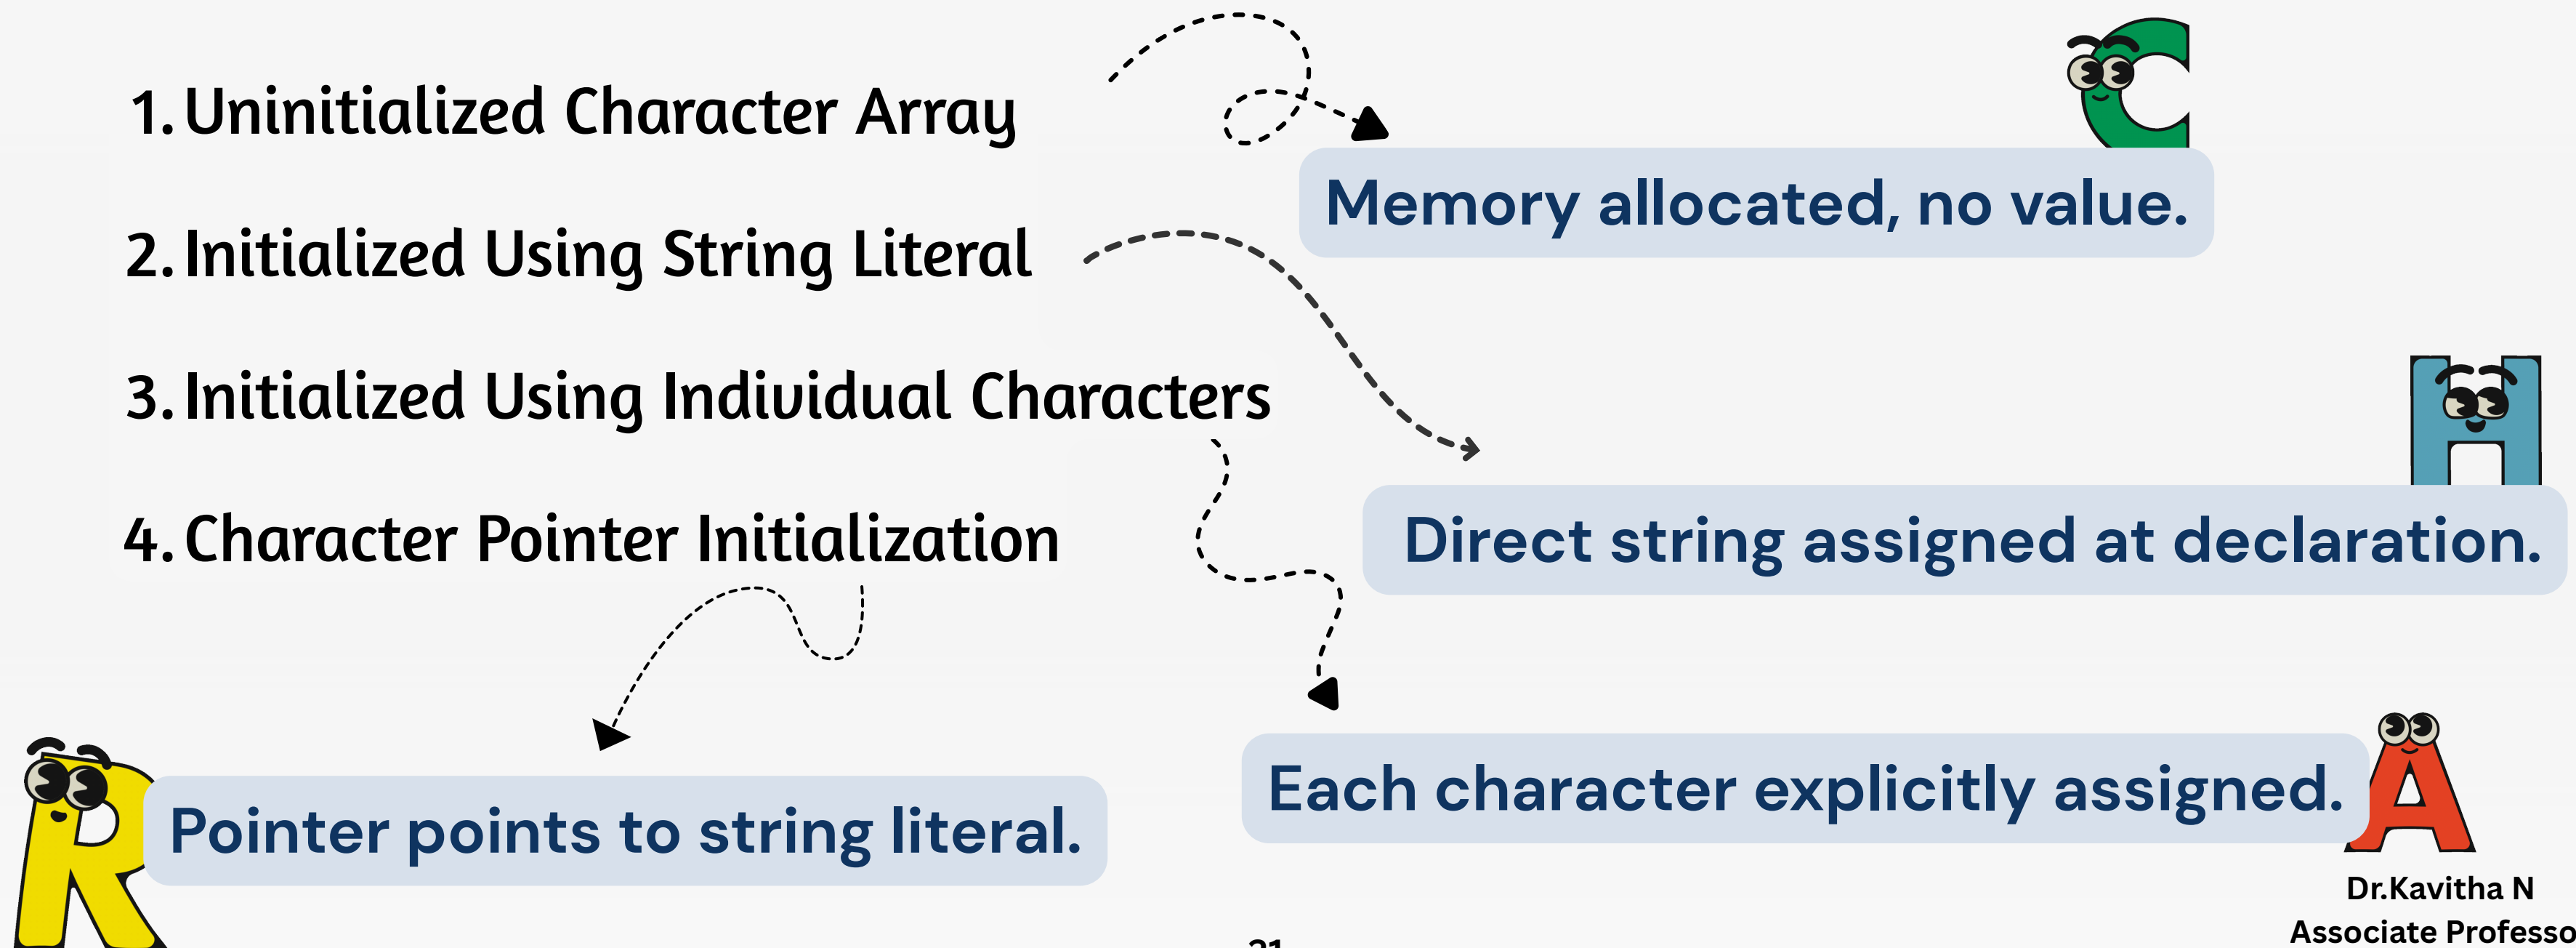 1. Uninitialized Character Array
Memory allocated, no value.
2. Initialized Using String Literal
3. Initialized Using Individual Characters
4. Character Pointer Initialization
Direct string assigned at declaration.
Each character explicitly assigned.
Pointer points to string literal.
C
H
A
R
Dr.Kavitha N
Associate Professo